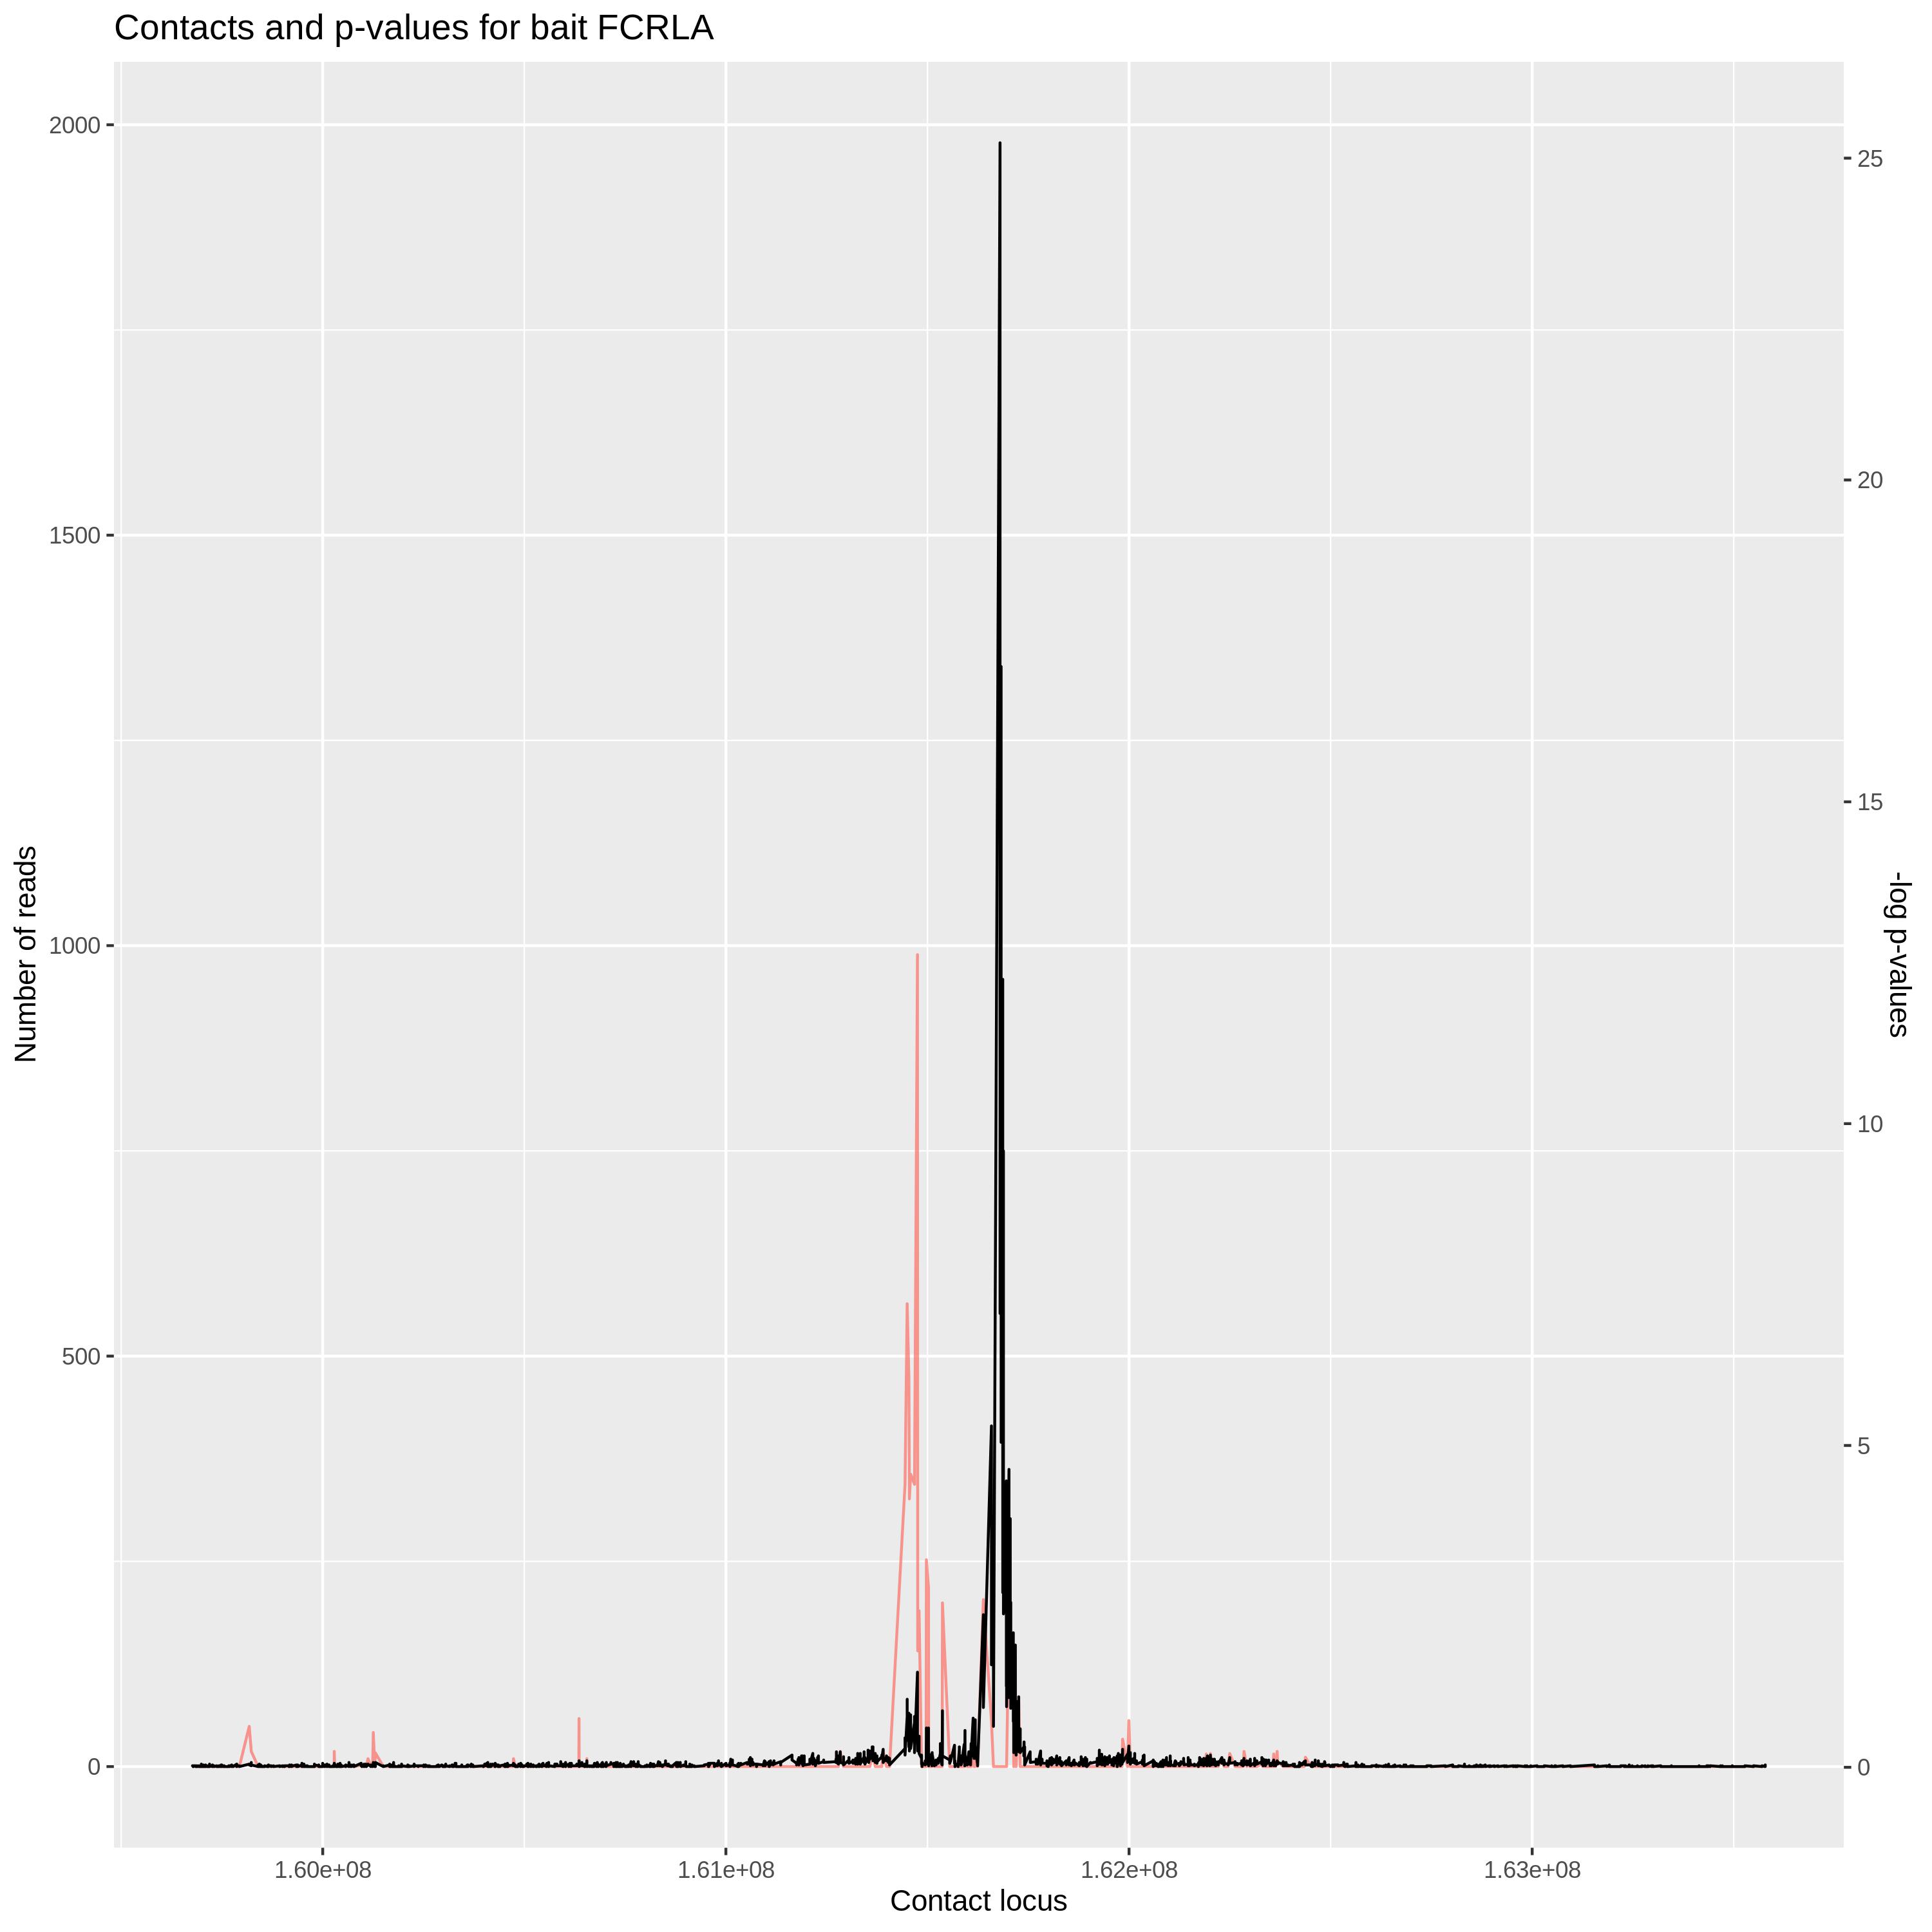 Contacts and p-values for bait FCRLA
2000
1500
1000
500
0
Number of reads
25
20
15
10
5
0
-log p-values
1.60e+08
1.61e+08
1.62e+08
1.63e+08
Contact locus